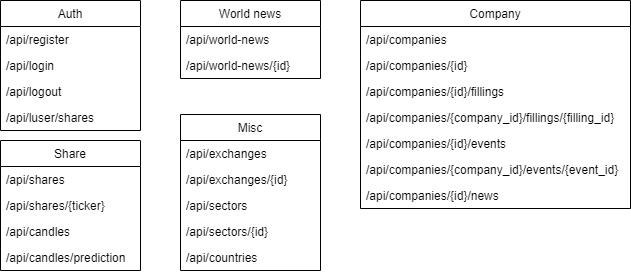 Auth
/api/register
/api/login
/api/logout
/api/luser/shares
Share
/api/shares
/api/shares/{ticker}
/api/candles
/api/candles/prediction
World news
/api/world-news
/api/world-news/{id}
Misc
/api/exchanges
/api/exchanges/{id}
/api/sectors
/api/sectors/{id}
/api/countries
Company
/api/companies
/api/companies/{id}
/api/companies/{id}/fillings
/api/companies/{company_id}/fillings/{filling_id}
/api/companies/{id}/events
/api/companies/{company_id}/events/{event_id}
/api/companies/{id}/news